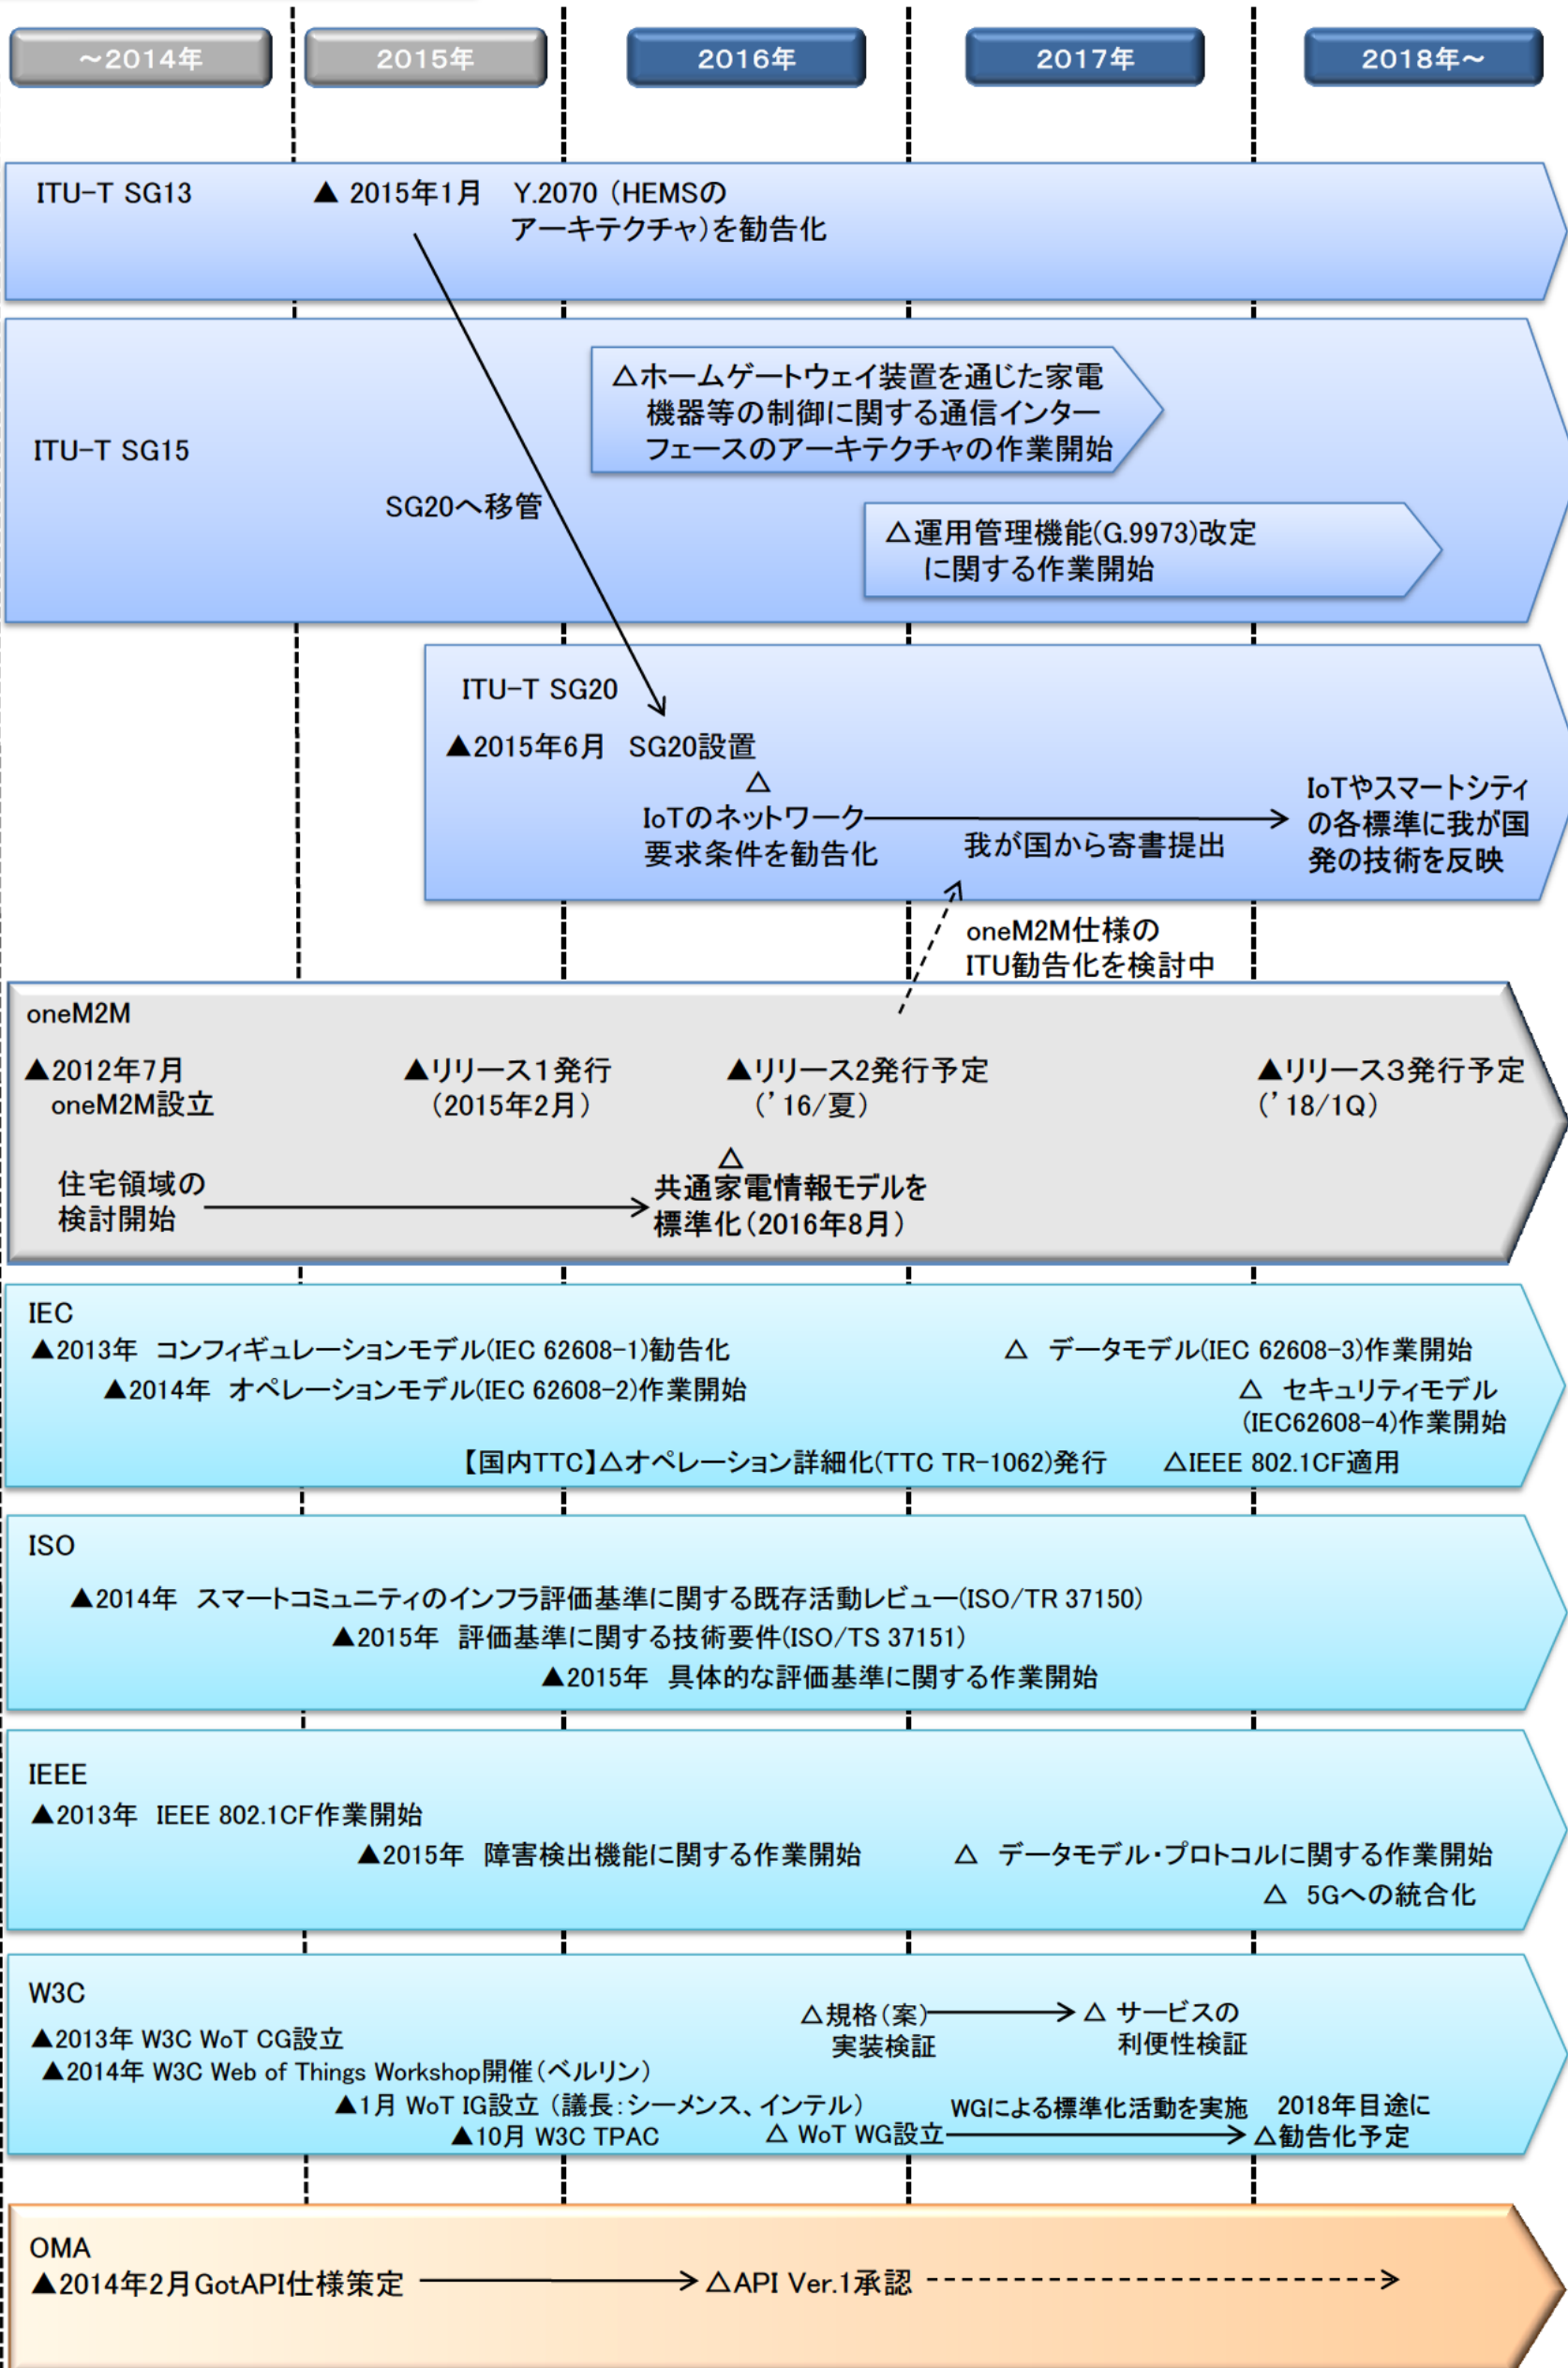 ～2014年
2015年
2016年
2017年
2018年～
ITU-T SG13
▲ 2015年1月 Y.2070 （HEMSの
アーキテクチャ）を勧告化
ITU-T SG15
△ホームゲートウェイ装置を通じた家電
機器等の制御に関する通信インター
フェースのアーキテクチャの作業開始
SG20へ移管
△運用管理機能(G.9973)改定
に関する作業開始
ITU-T SG20
▲2015年6月 SG20設置
△
IoTのネットワーク
要求条件を勧告化
我が国から寄書提出
IoTやスマートシティ
の各標準に我が国
発の技術を反映
oneM2M仕様の
ITU勧告化を検討中
oneM2M
▲2012年7月
oneM2M設立
▲リリース１発行
（2015年2月）
▲リリース2発行予定
（’16/夏）
▲リリース３発行予定
（’18/1Q）
住宅領域の
検討開始
△
共通家電情報モデルを
標準化（2016年8月）
IEC
▲2013年 コンフィギュレーションモデル(IEC 62608-1)勧告化
△ データモデル(IEC 62608-3)作業開始
▲2014年 オペレーションモデル(IEC 62608-2)作業開始
△ セキュリティモデル
(IEC62608-4)作業開始
【国内TTC】△オペレーション詳細化(TTC TR-1062)発行
△IEEE 802.1CF適用
ISO
▲2014年 スマートコミュニティのインフラ評価基準に関する既存活動レビュー(ISO/TR 37150)
▲2015年 評価基準に関する技術要件(ISO/TS 37151)
▲2015年 具体的な評価基準に関する作業開始
IEEE
▲2013年 IEEE 802.1CF作業開始
▲2015年 障害検出機能に関する作業開始
△ データモデル・プロトコルに関する作業開始
△ 5Gへの統合化
W3C
△規格（案）
実装検証
△ サービスの
利便性検証
▲2013年 W3C WoT CG設立
▲2014年 W3C Web of Things Workshop開催（ベルリン）
▲1月 WoT IG設立 （議長：シーメンス、インテル）
WGによる標準化活動を実施
2018年目途に
▲10月 W3C TPAC
△ WoT WG設立
△勧告化予定
OMA
▲2014年2月GotAPI仕様策定
△API Ver.1承認